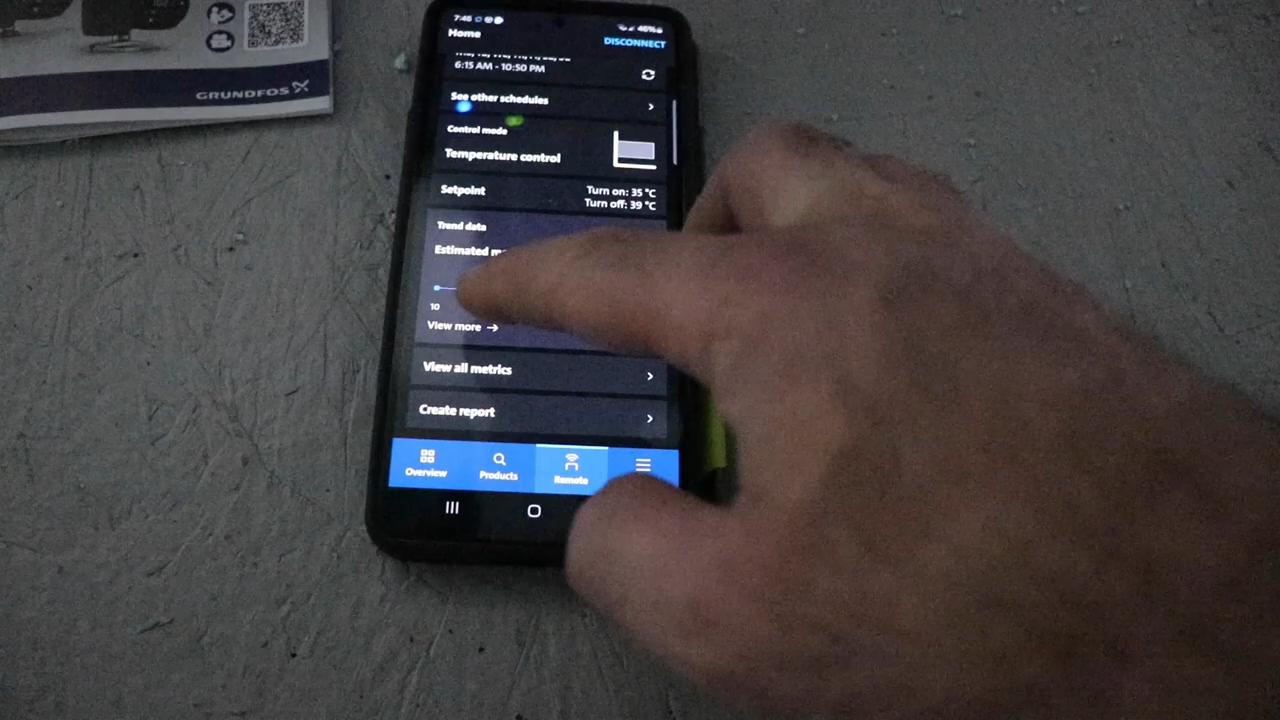 GRUNDFOS
7:46
46%
Home
DISCONNECT
6:15 AM - 10:50 PM
See other schedules
Control mode
Temperature control
Setpoint
Turn on: 35 °C
Turn off: 39 °C
Trend data
Estimated
10
View more →
View all metrics
Create report
Overview
Products
Remote